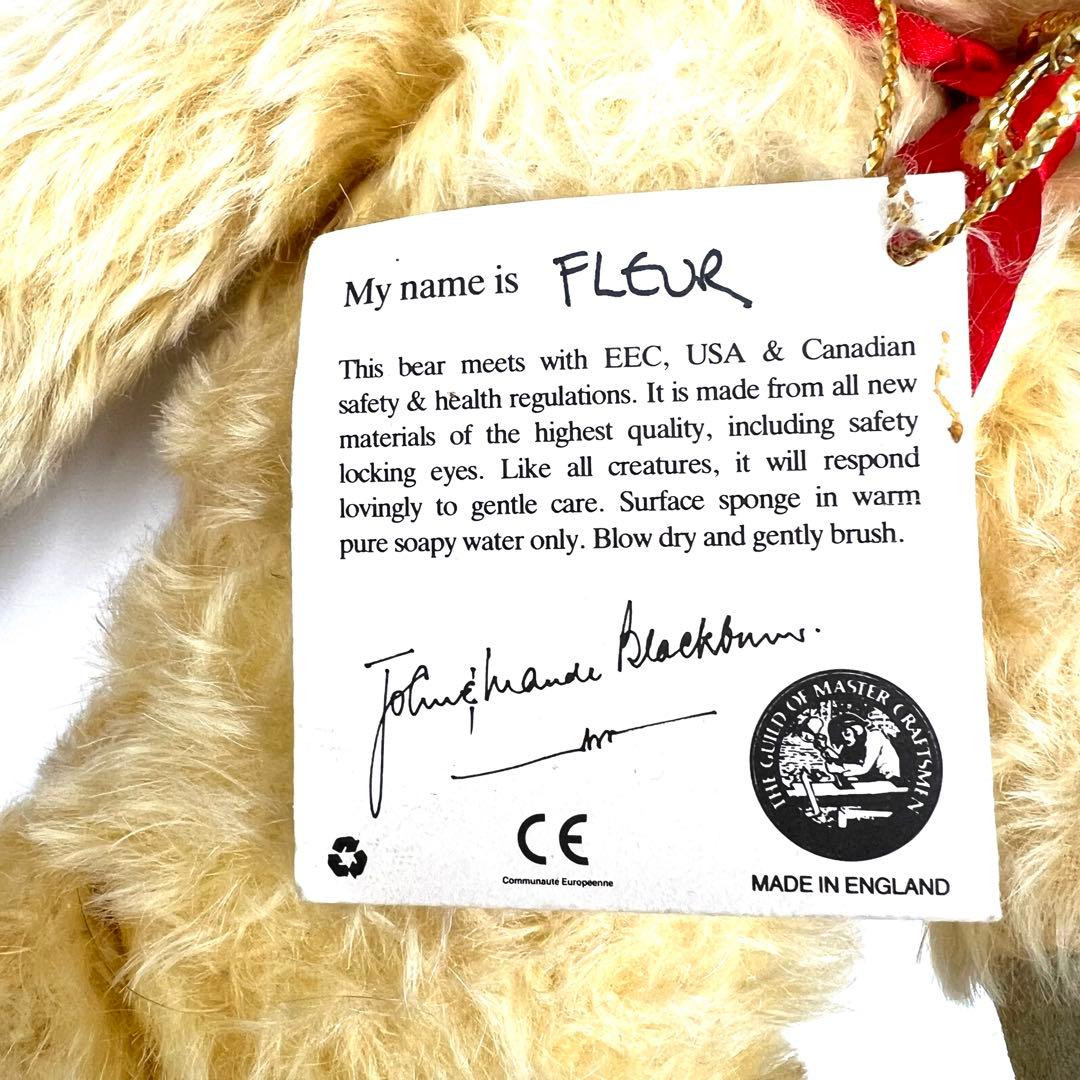 My name is FLEUR
This bear meets with EEC, USA & Canadian
safety & health regulations. It is made from all new
materials of the highest quality, including safety
locking eyes. Like all creatures, it will respond
lovingly to gentle care. Surface sponge in warm
pure soapy water only. Blow dry and gently brush.
John & Maude Blackburn.
THE GUILD OF MASTER CRAFTSMEN
CE
Communauté Européenne
MADE IN ENGLAND